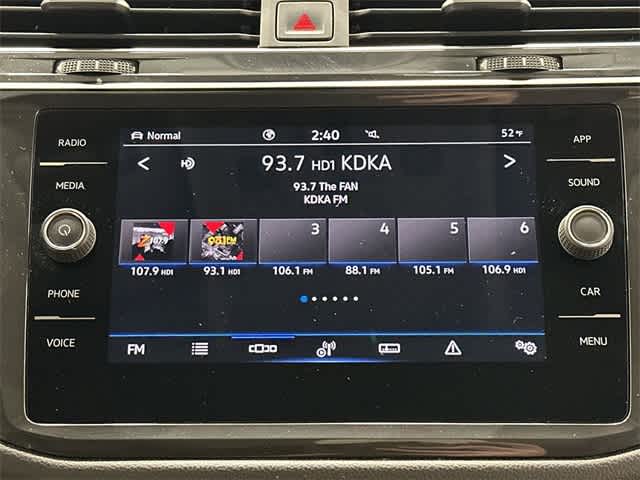 RADIO
MEDIA
PHONE
VOICE
Normal
2:40
52 °F
< HD 93.7 HD1 KDKA >
93.7 The FAN
KDKA FM
3 4 5 6
107.9 HD1 93.1 HD1 106.1 FM 88.1 FM 105.1 FM 106.9 HD1
FM
APP
SOUND
CAR
MENU